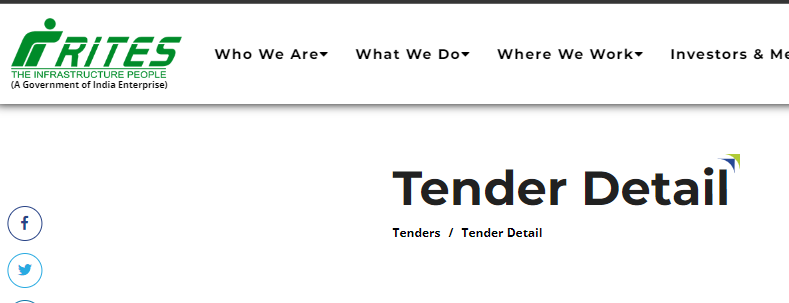 RITES
THE INFRASTRUCTURE PEOPLE
(A Government of India Enterprise)
Who We Are What We Do Where We Work Investors & Me
Tender Detail
Tenders / Tender Detail